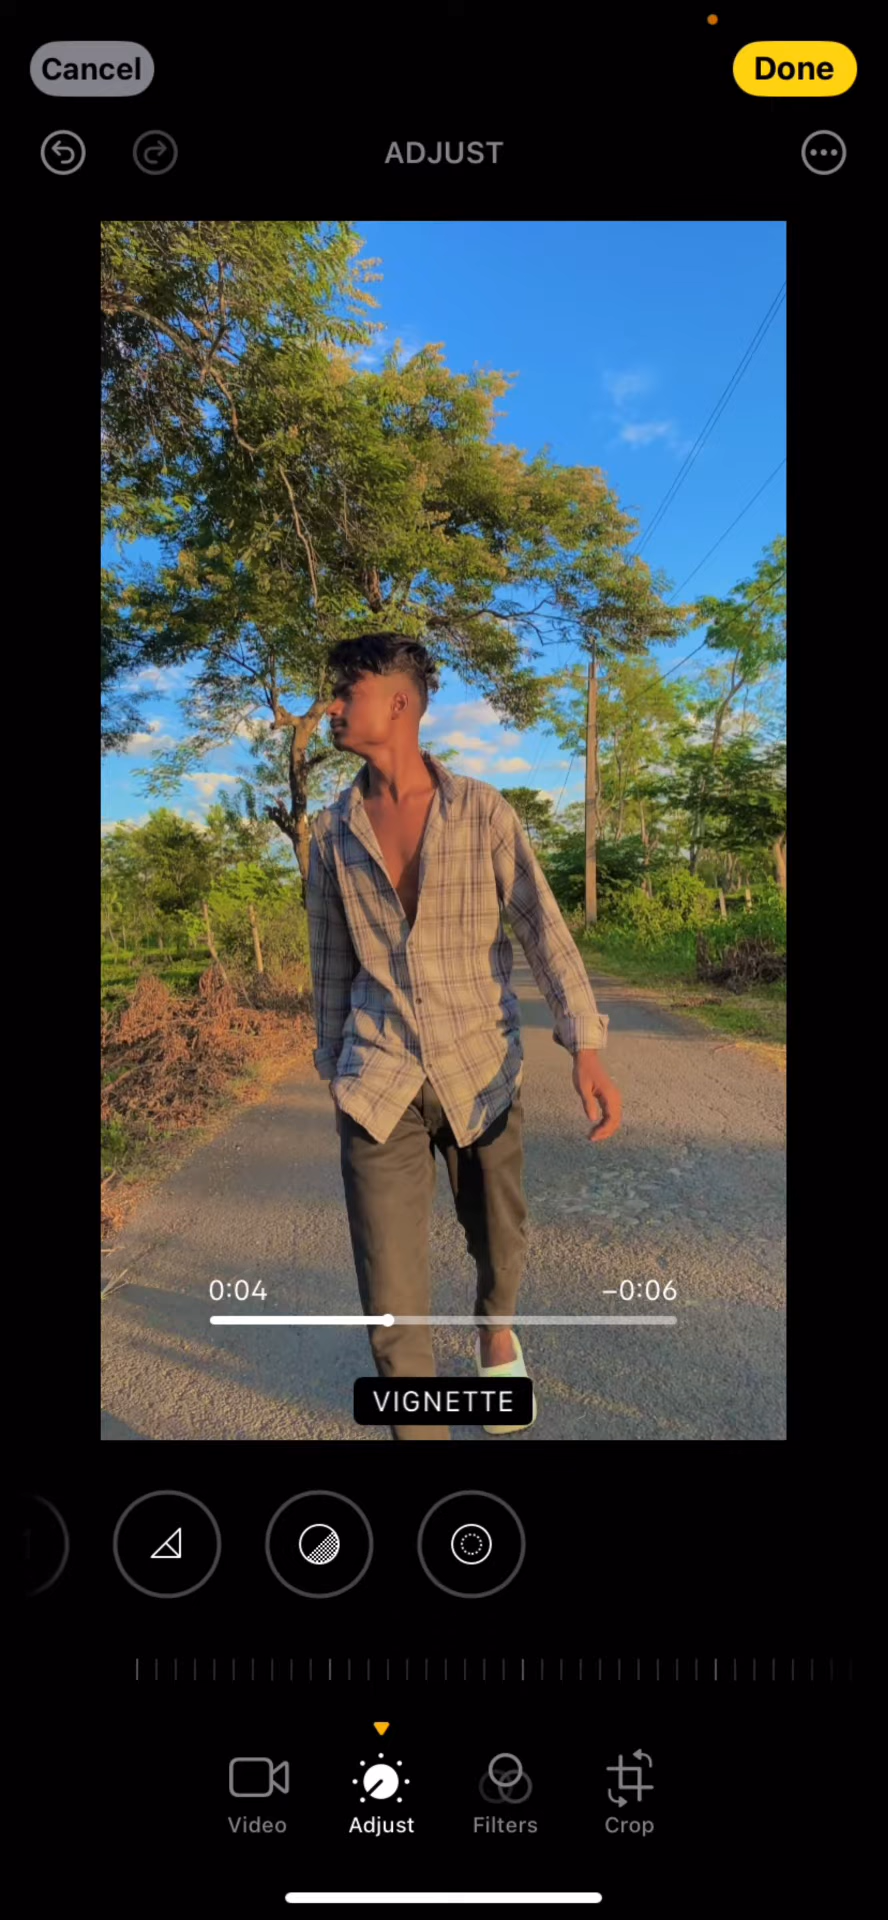 Cancel
Done
ADJUST
0:04
–0:06
VIGNETTE
Video
Adjust
Filters
Crop